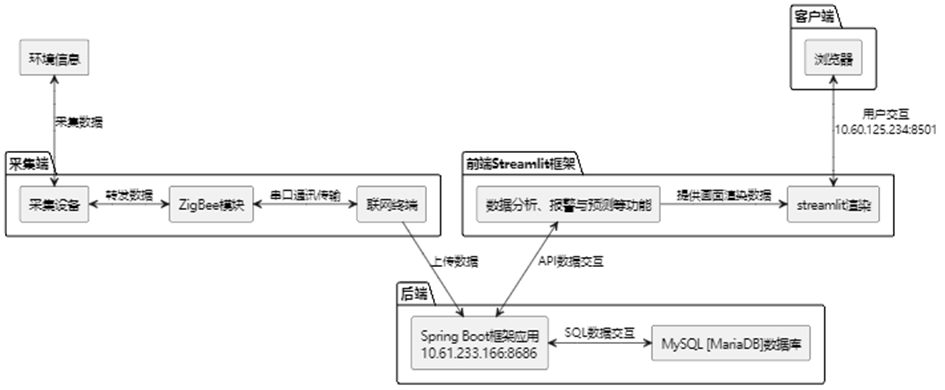 客户端
环境信息
浏览器
采集数据
用户交互
10.60.125.234:8501
采集端
前端Streamlit框架
采集设备
转发数据
ZigBee模块
串口通讯传输
联网终端
数据分析、报警与预测等功能
提供画面渲染数据
streamlit渲染
上传数据
API数据交互
后端
Spring Boot框架应用
10.61.233.166:8686
SQL数据交互
MySQL [MariaDB]数据库